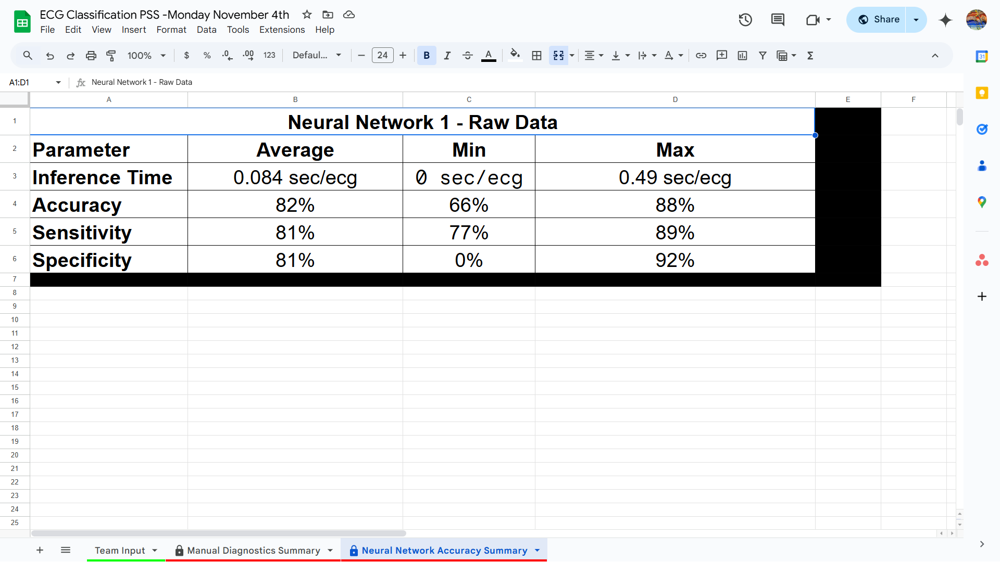 ECG Classification PSS -Monday November 4th
File Edit View Insert Format Data Tools Extensions Help
Share
100% $ % .0 .00 123 Defaul... 24 B I A
A1:D1 fx Neural Network 1 - Raw Data
A B C D E F
1 Neural Network 1 - Raw Data
2 Parameter Average Min Max
3 Inference Time 0.084 sec/ecg 0 sec/ecg 0.49 sec/ecg
4 Accuracy 82% 66% 88%
5 Sensitivity 81% 77% 89%
6 Specificity 81% 0% 92%
7
8
9
10
11
12
13
14
15
16
17
18
19
20
21
22
23
24
25
Team Input Manual Diagnostics Summary Neural Network Accuracy Summary
31